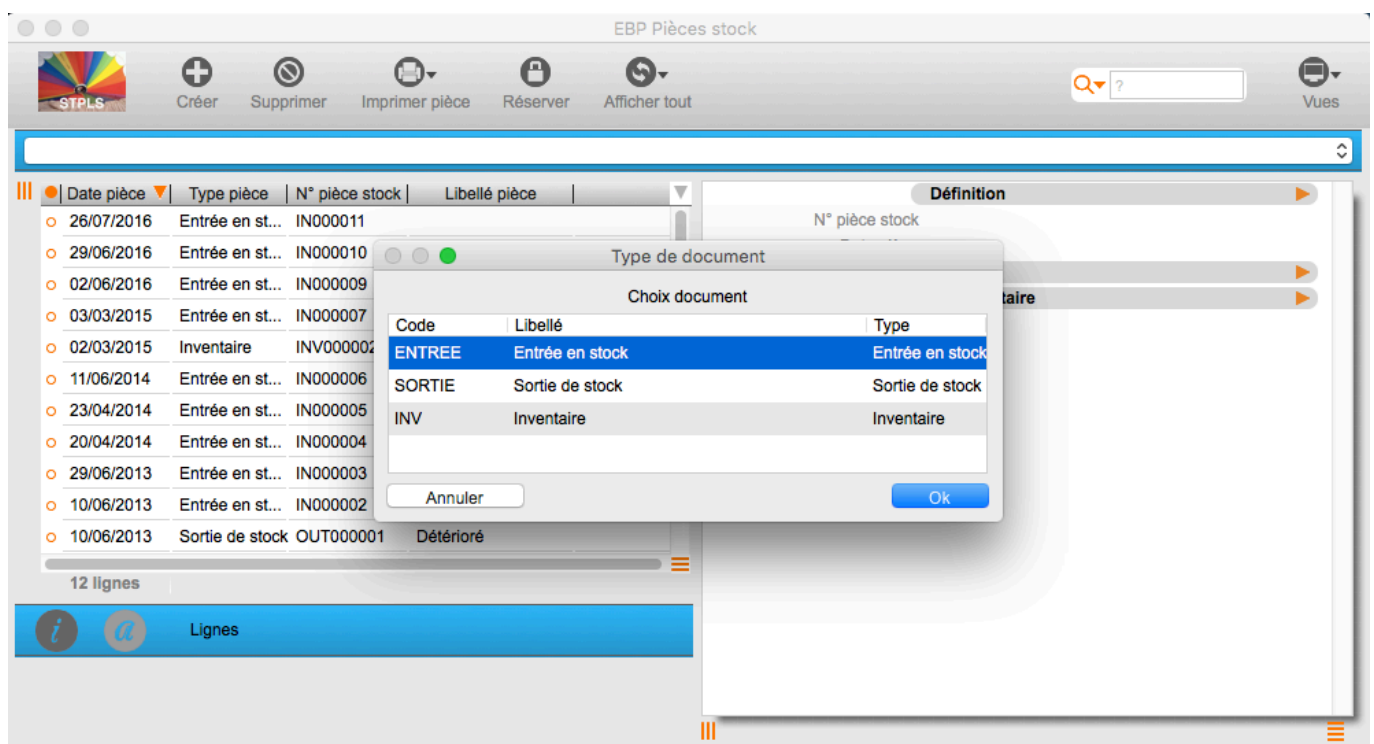 EBP Pièces stock
STPLS
Créer Supprimer Imprimer pièce Réserver Afficher tout ? Vues
Date pièce Type pièce N° pièce stock Libellé pièce Définition
26/07/2016 Entrée en st... IN000011 N° pièce stock
29/06/2016 Entrée en st... IN000010 Type de document
02/06/2016 Entrée en st... IN000009
Choix document taire
03/03/2015 Entrée en st... IN000007
Code Libellé Type
02/03/2015 Inventaire INV000002
ENTREE Entrée en stock Entrée en stock
11/06/2014 Entrée en st... IN000006
SORTIE Sortie de stock Sortie de stock
23/04/2014 Entrée en st... IN000005
INV Inventaire Inventaire
20/04/2014 Entrée en st... IN000004
29/06/2013 Entrée en st... IN000003
Annuler Ok
10/06/2013 Entrée en st... IN000002
10/06/2013 Sortie de stock OUT000001 Détérioré
12 lignes
i @ Lignes